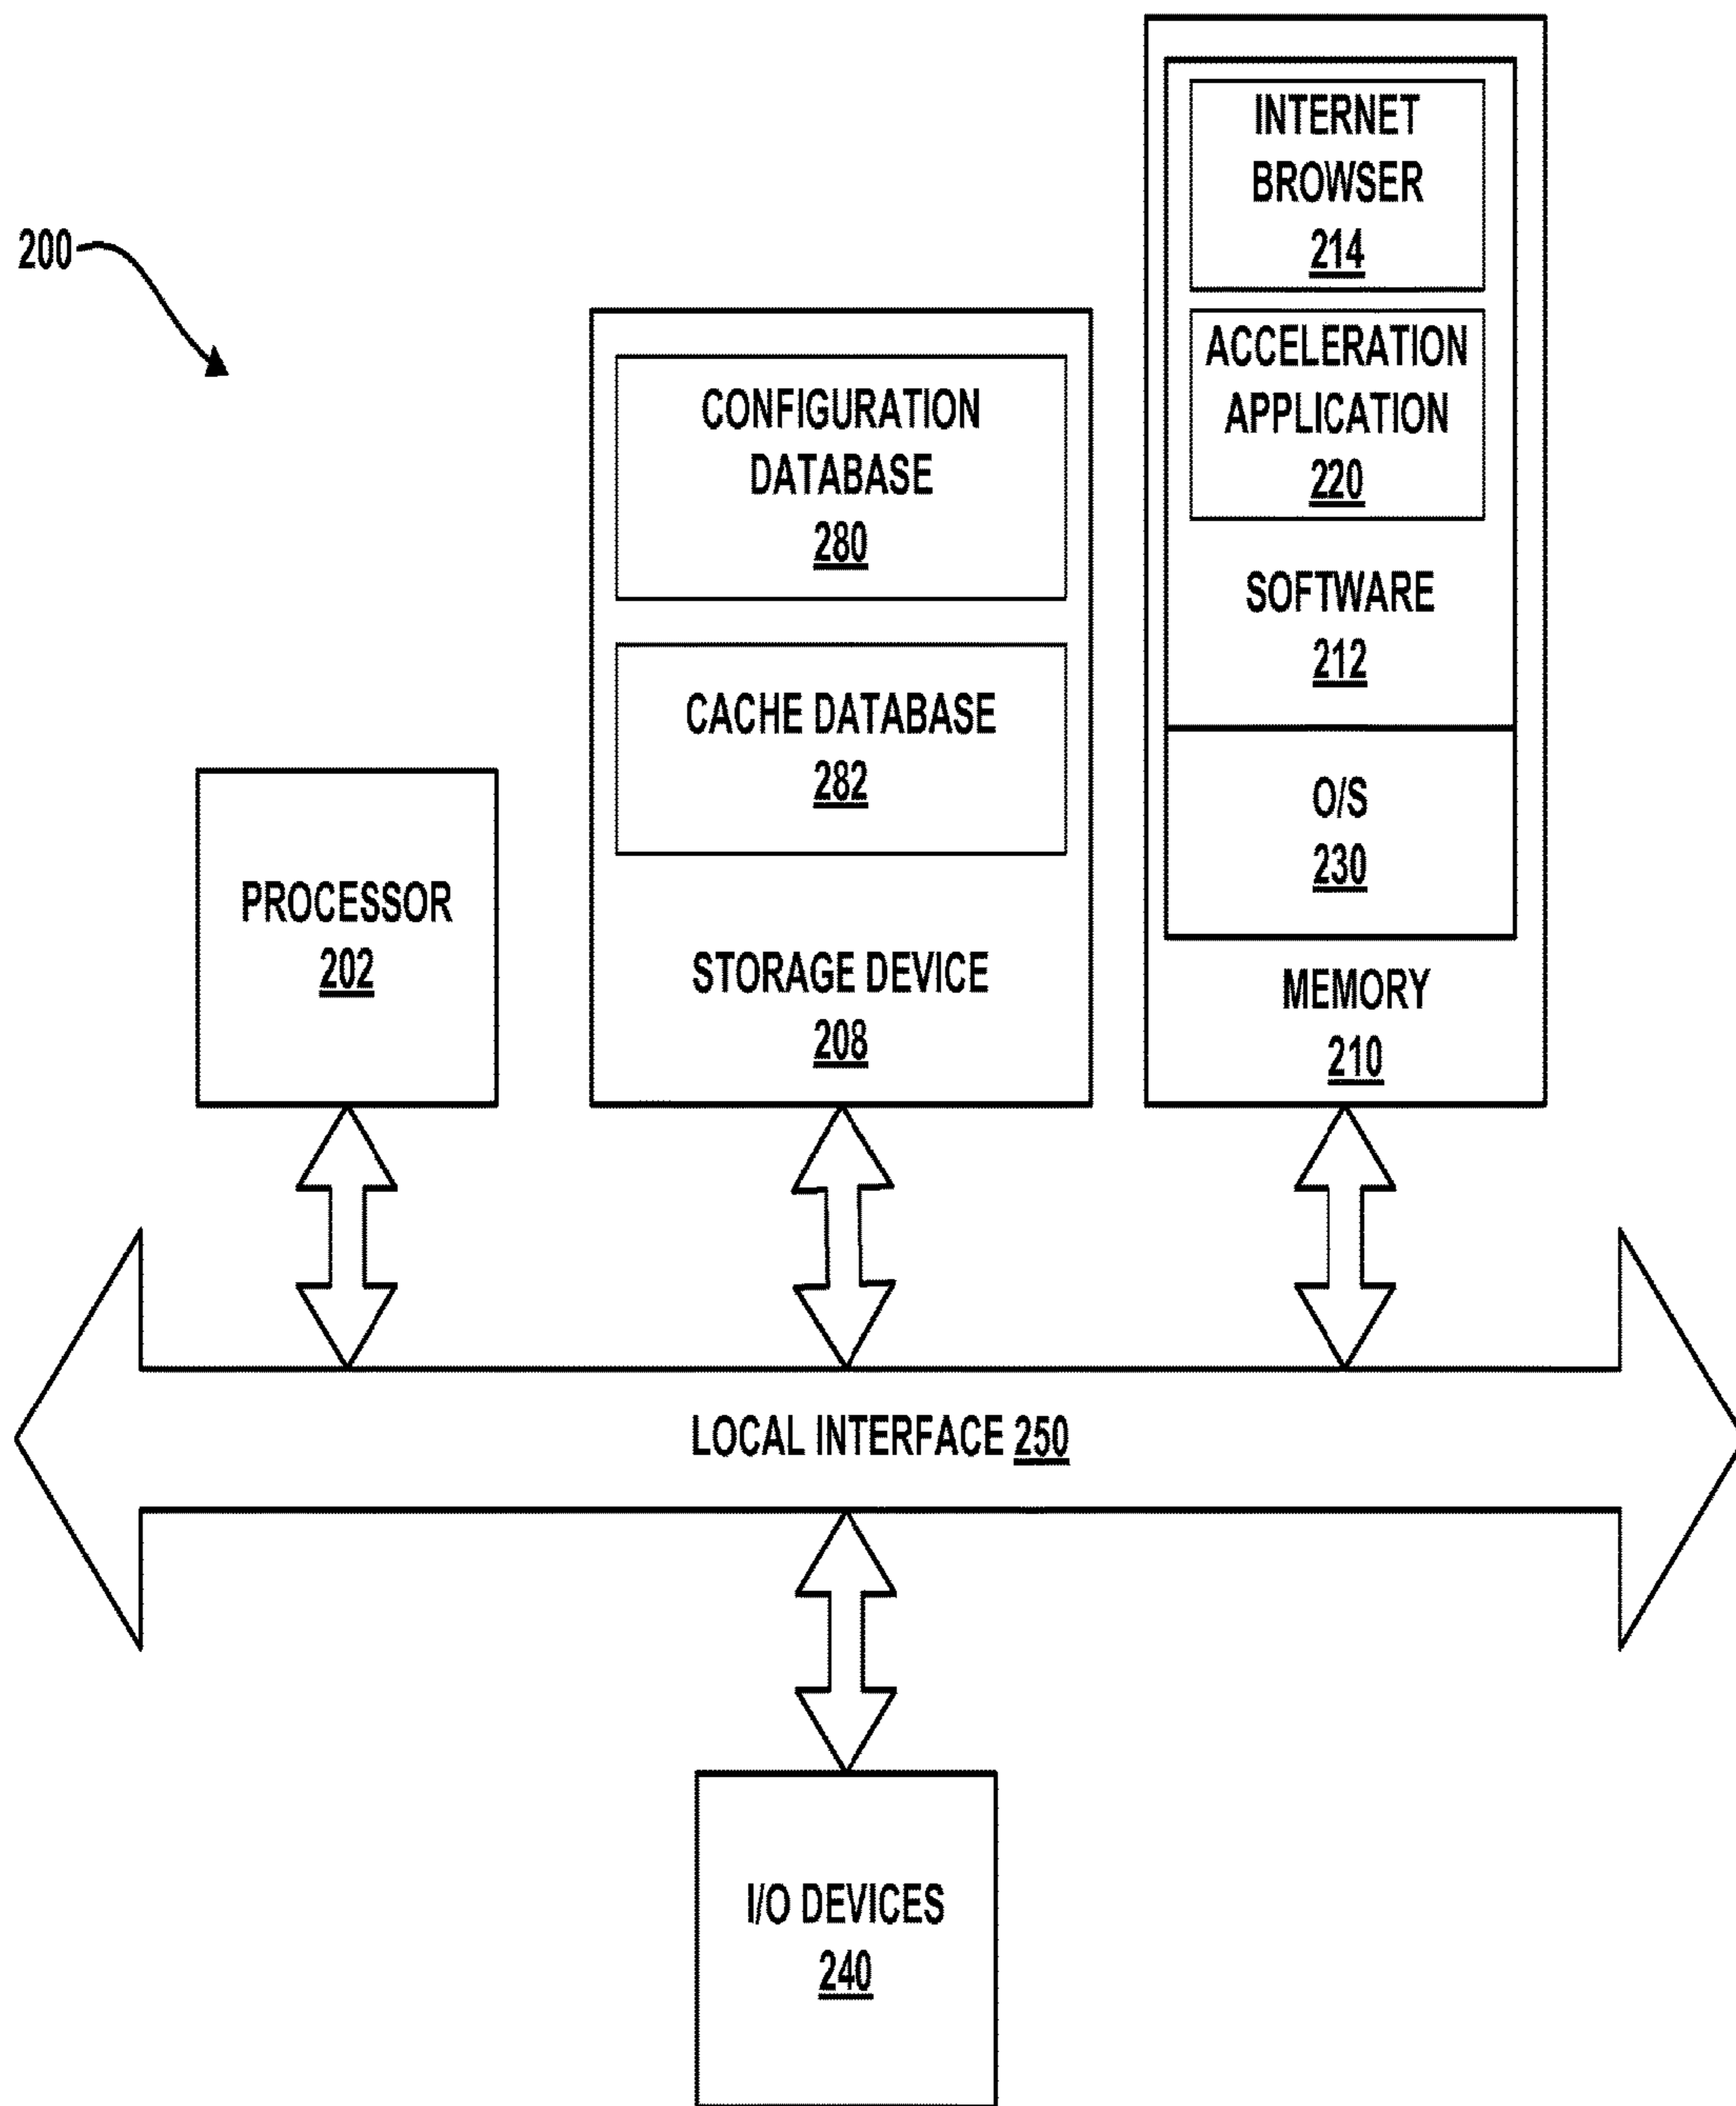 200
INTERNET
BROWSER
214
ACCELERATION
APPLICATION
220
SOFTWARE
212
O/S
230
MEMORY
210
CONFIGURATION
DATABASE
280
CACHE DATABASE
282
STORAGE DEVICE
208
PROCESSOR
202
LOCAL INTERFACE 250
I/O DEVICES
240